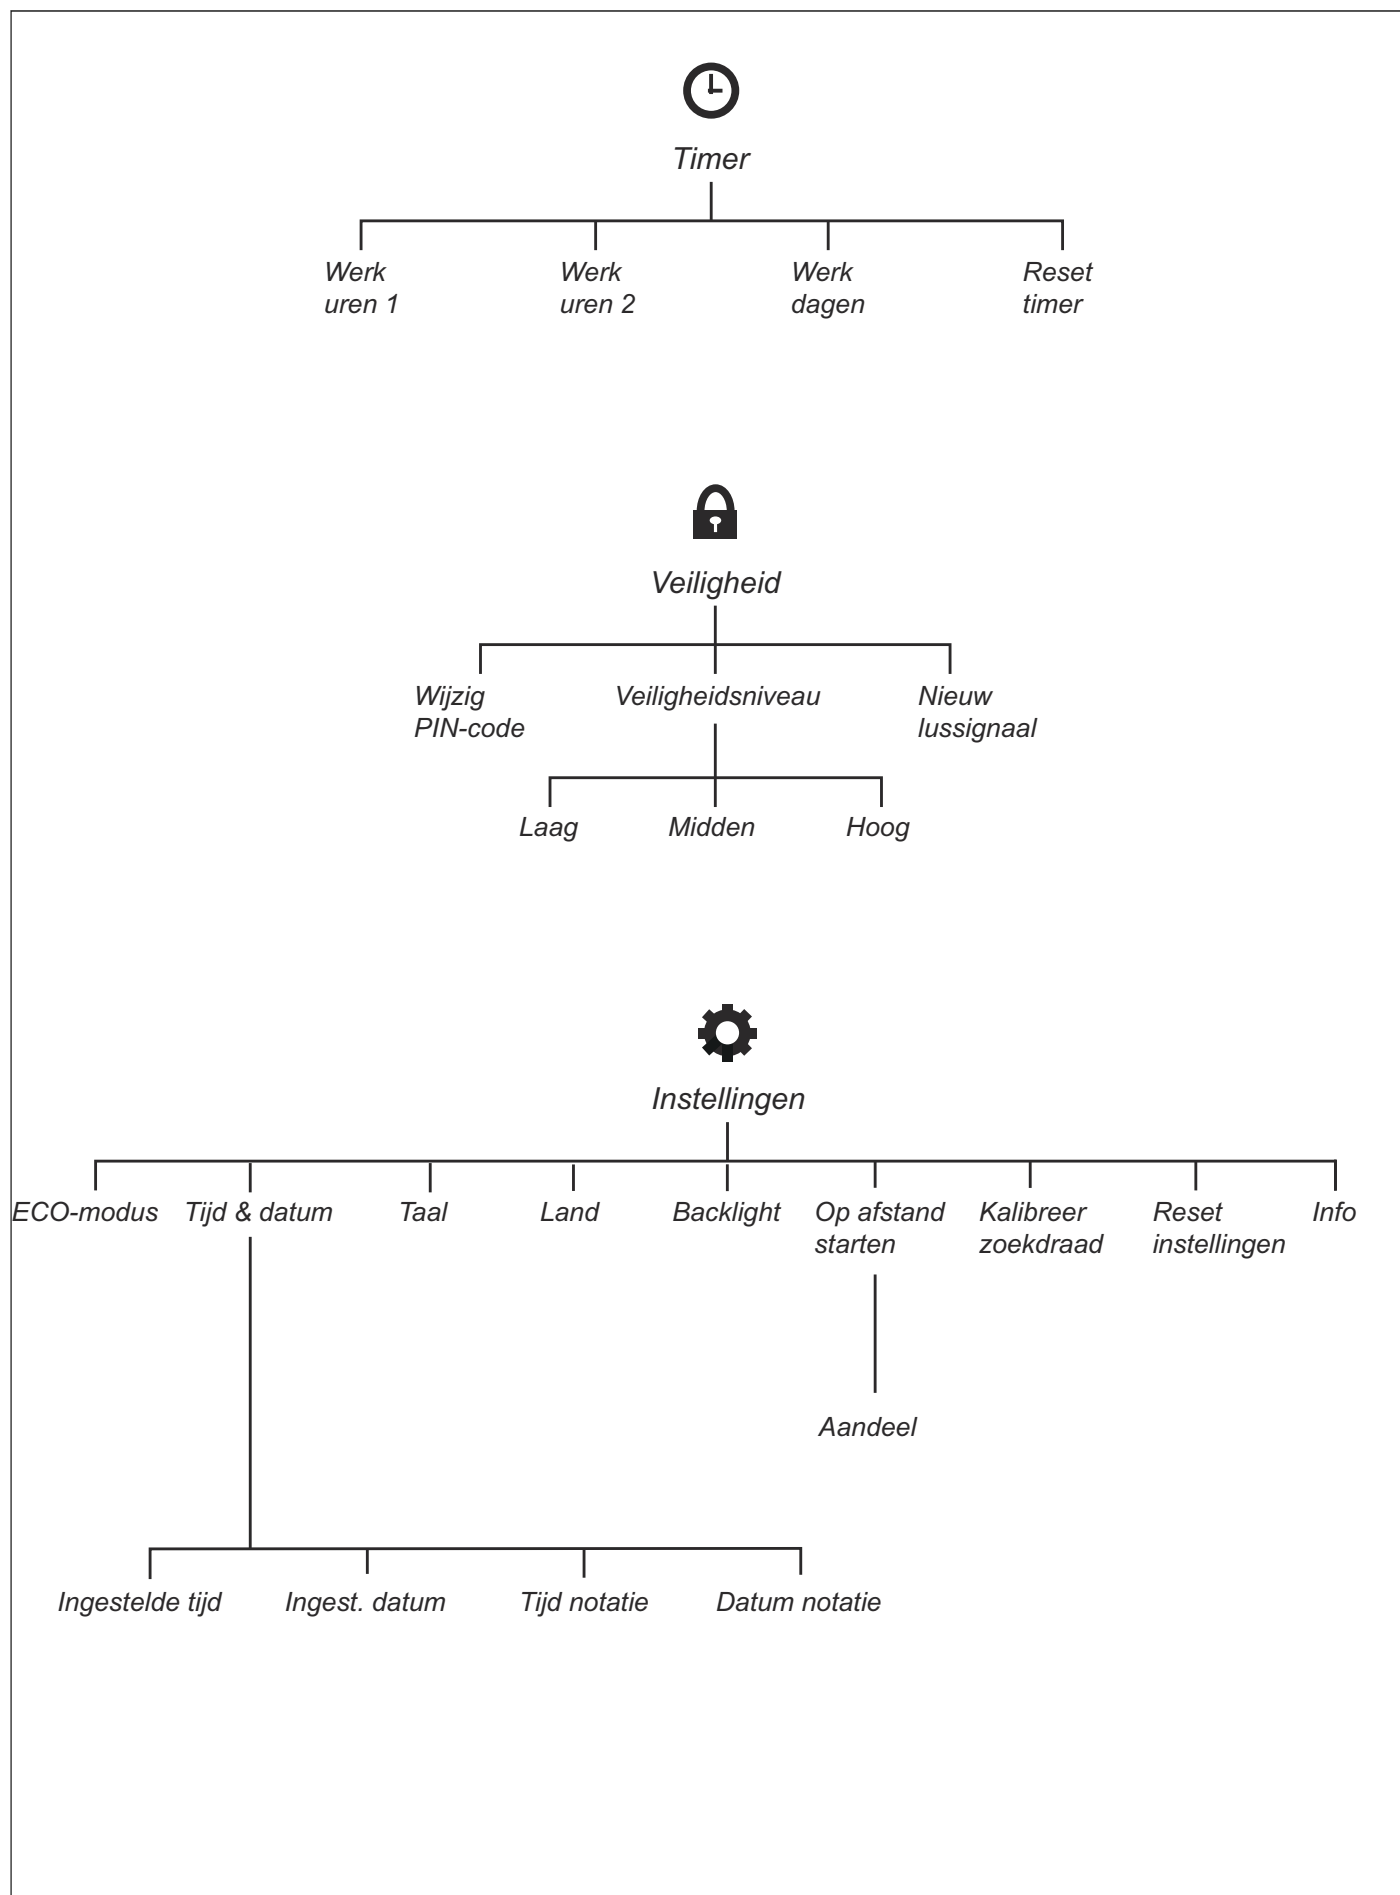 Timer
Werk
uren 1
Werk
uren 2
Werk
dagen
Reset
timer
Veiligheid
Wijzig
PIN-code
Veiligheidsniveau
Nieuw
lussignaal
Laag
Midden
Hoog
Instellingen
ECO-modus
Tijd & datum
Taal
Land
Backlight
Op afstand
starten
Kalibreer
zoekdraad
Reset
instellingen
Info
Aandeel
Ingestelde tijd
Ingest. datum
Tijd notatie
Datum notatie